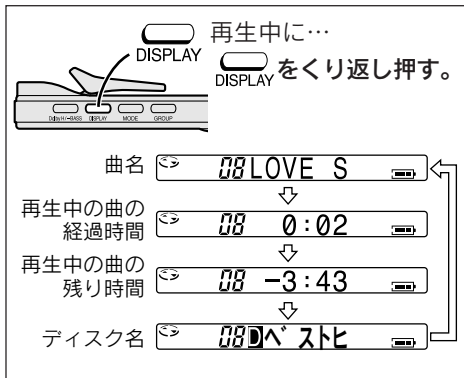 DISPLAY 再生中に…
DISPLAY をくり返し押す。
Dolby H/-BASS DISPLAY MODE GROUP
曲名 08 LOVE S
再生中の曲の
経過時間 08 0:02
再生中の曲の
残り時間 08 -3:43
ディスク名 08 D ベストヒ